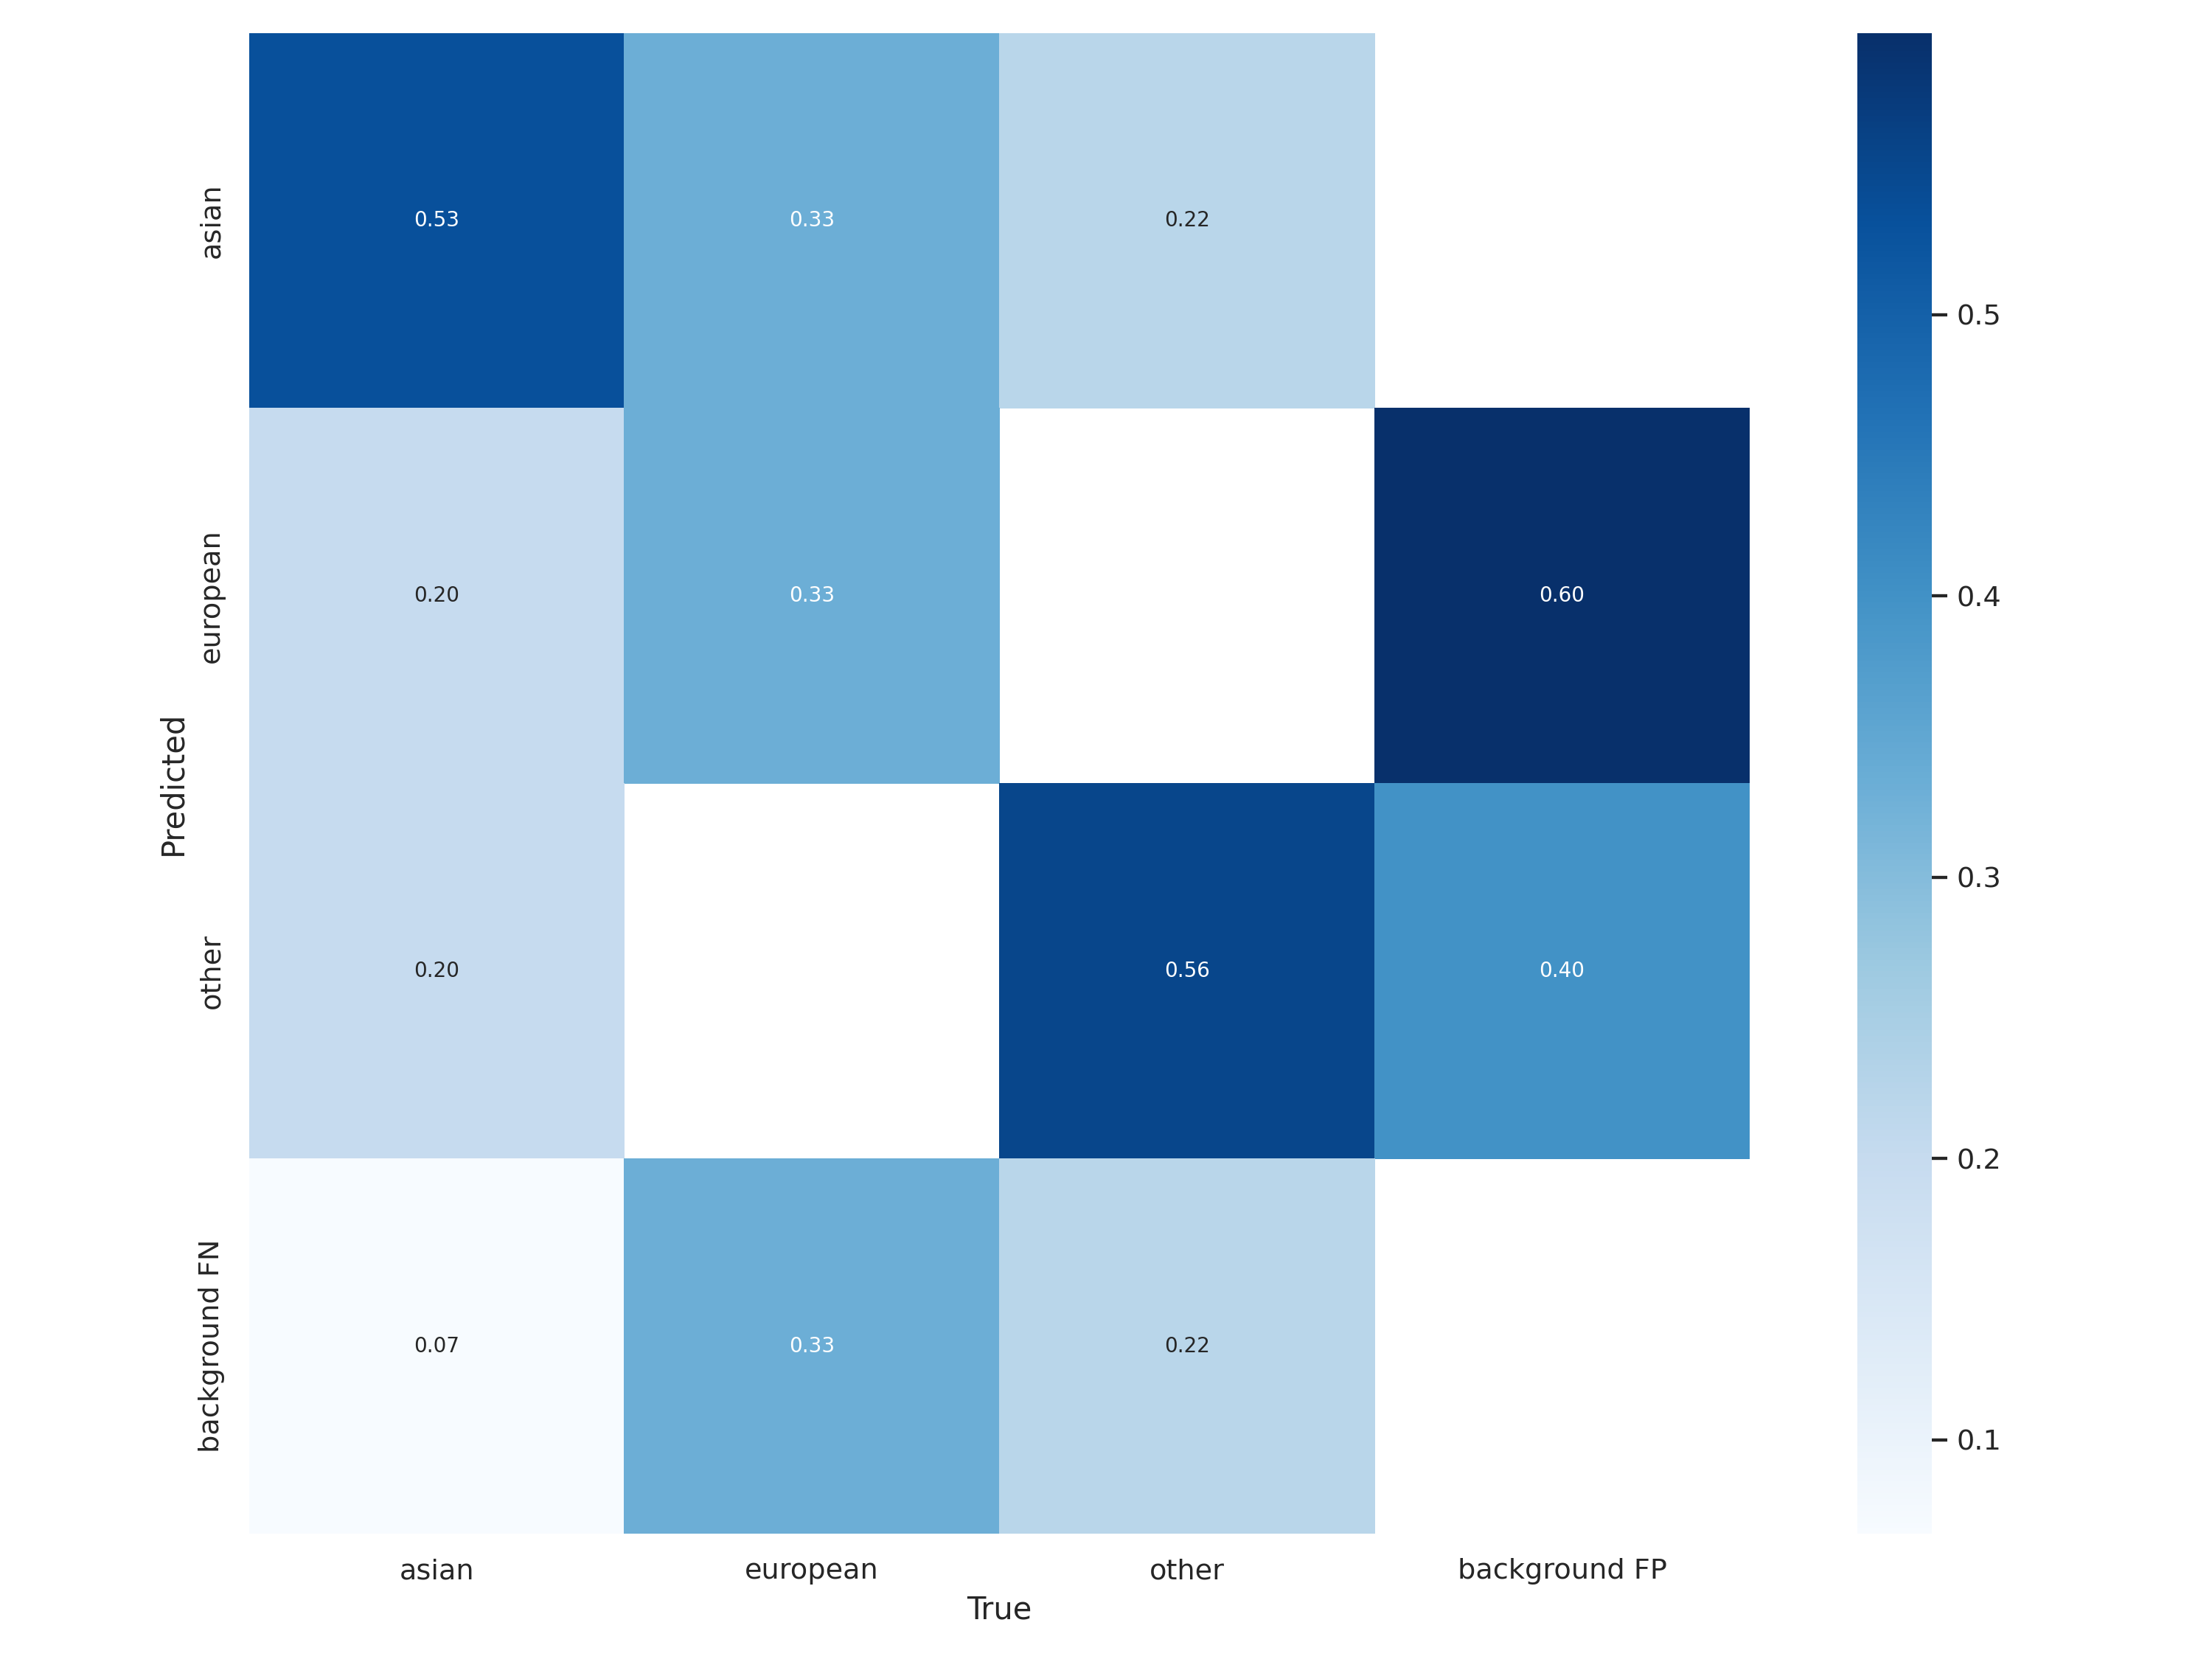 asian
0.53
0.33
0.22
european
0.20
0.33
0.60
other
0.20
0.56
0.40
background FN
0.07
0.33
0.22
Predicted
asian
european
other
background FP
True
0.5
0.4
0.3
0.2
0.1